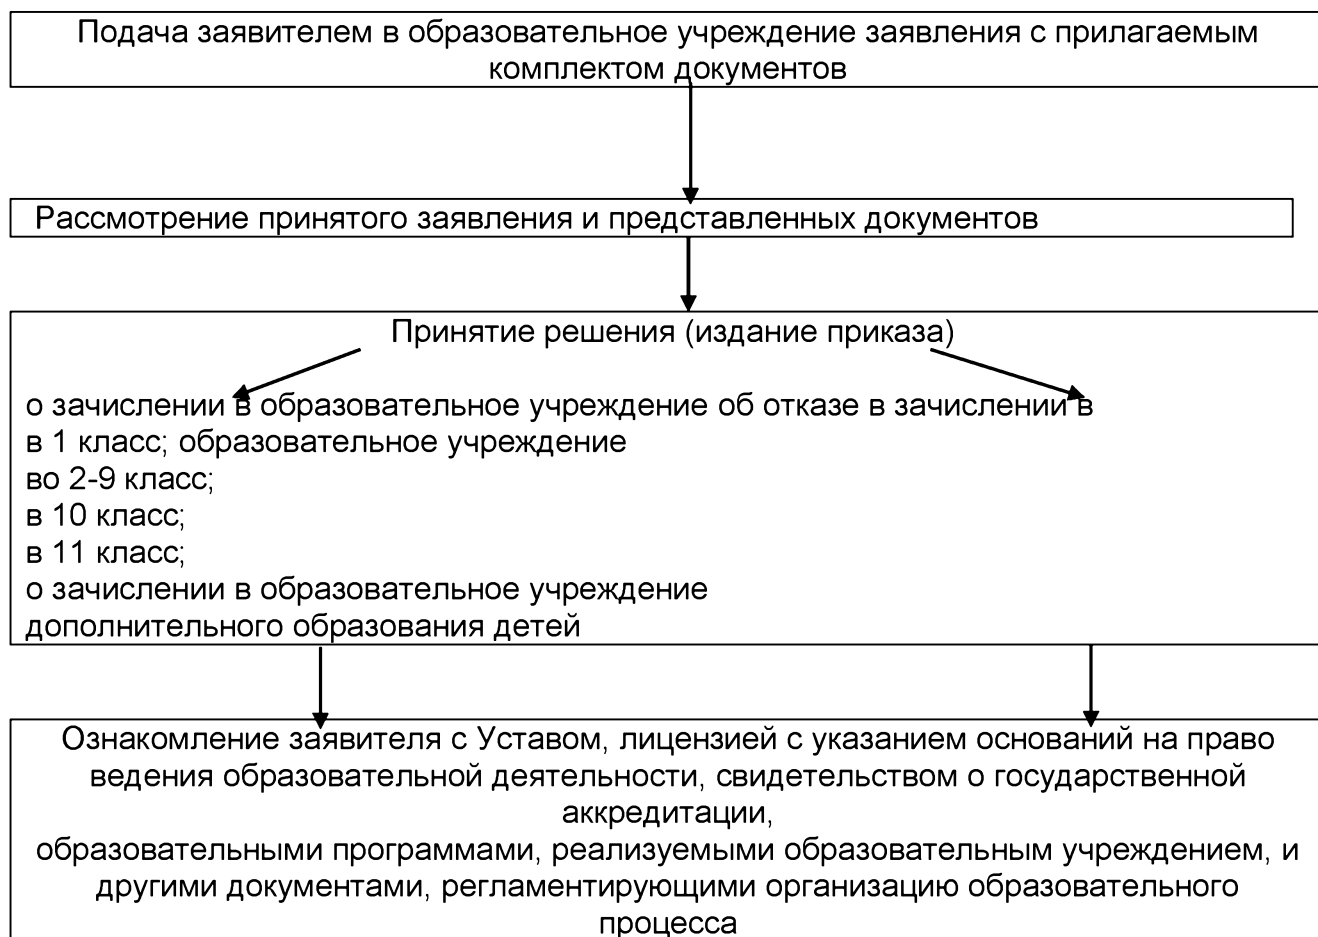 Подача заявителем в образовательное учреждение заявления с прилагаемым
комплектом документов
Рассмотрение принятого заявления и представленных документов
Принятие решения (издание приказа)
о зачислении в образовательное учреждение об отказе в зачислении в
в 1 класс; образовательное учреждение
во 2-9 класс;
в 10 класс;
в 11 класс;
о зачислении в образовательное учреждение
дополнительного образования детей
Ознакомление заявителя с Уставом, лицензией с указанием оснований на право
ведения образовательной деятельности, свидетельством о государственной
аккредитации,
образовательными программами, реализуемыми образовательным учреждением, и
другими документами, регламентирующими организацию образовательного
процесса